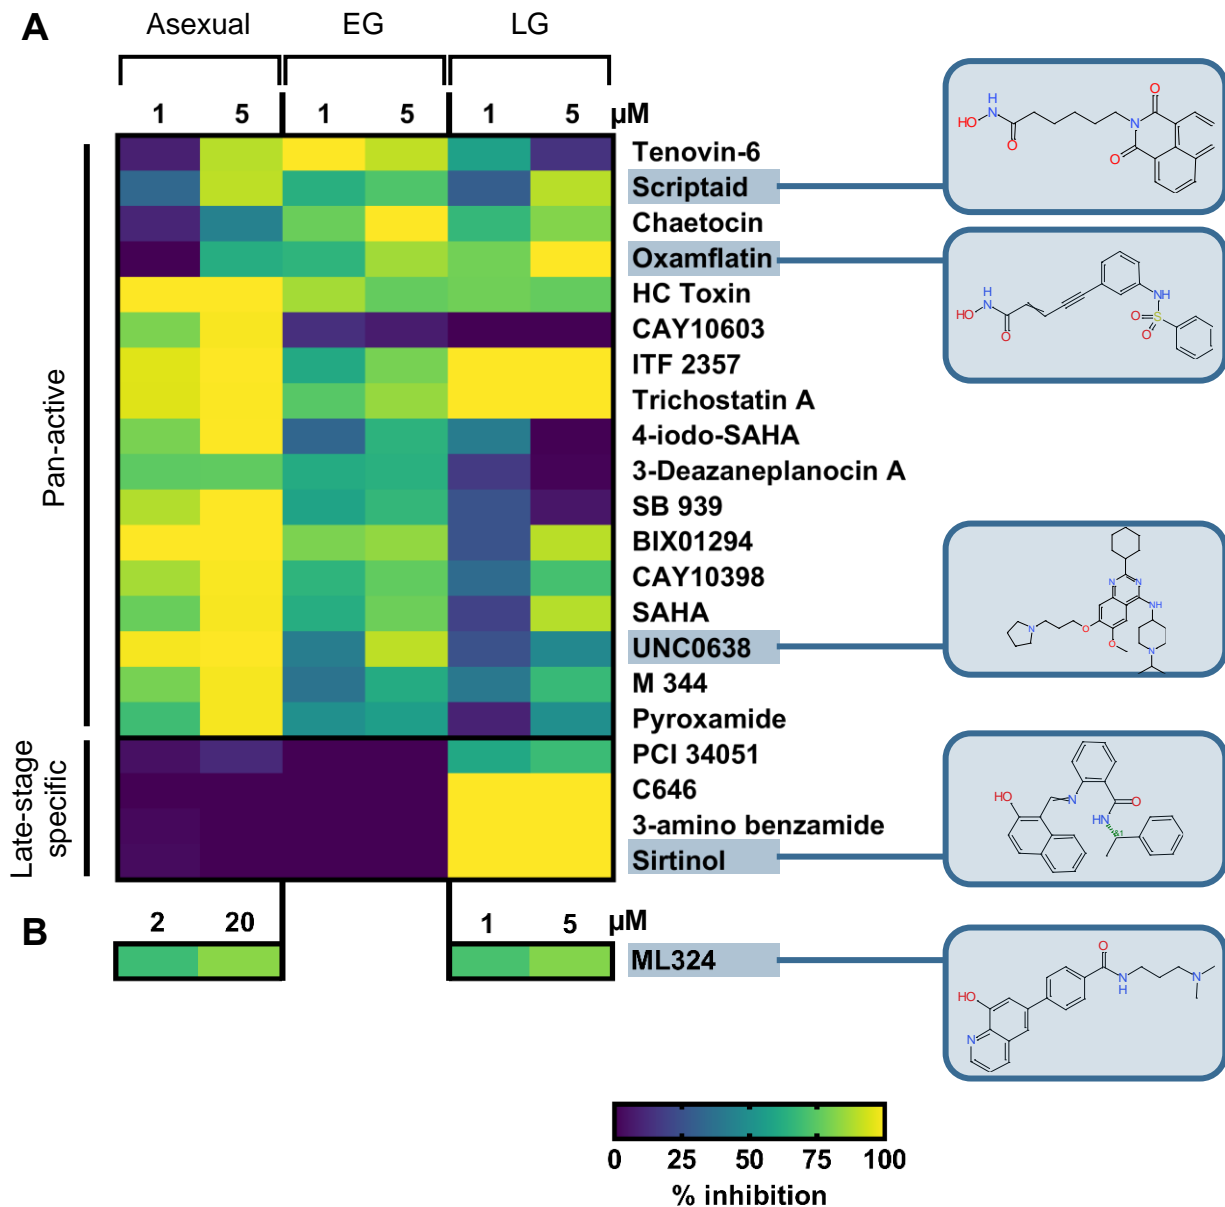 A
Asexual EG LG
1 5 1 5 1 5 µM
Pan-active
Tenovin-6
Scriptaid
Chaetocin
Oxamflatin
HC Toxin
CAY10603
ITF 2357
Trichostatin A
4-iodo-SAHA
3-Deazaneplanocin A
SB 939
BIX01294
CAY10398
SAHA
UNC0638
M 344
Pyroxamide
Late-stage
specific
PCI 34051
C646
3-amino benzamide
Sirtinol
B
2 20 1 5 µM
ML324
0 25 50 75 100
% inhibition
H
HO N
O
O
N
O
H
HO N
O
NH
O S
O
N N
NH
N
O
O
N
HO
N
O
HN
&1
O
HO
N
H
N
N